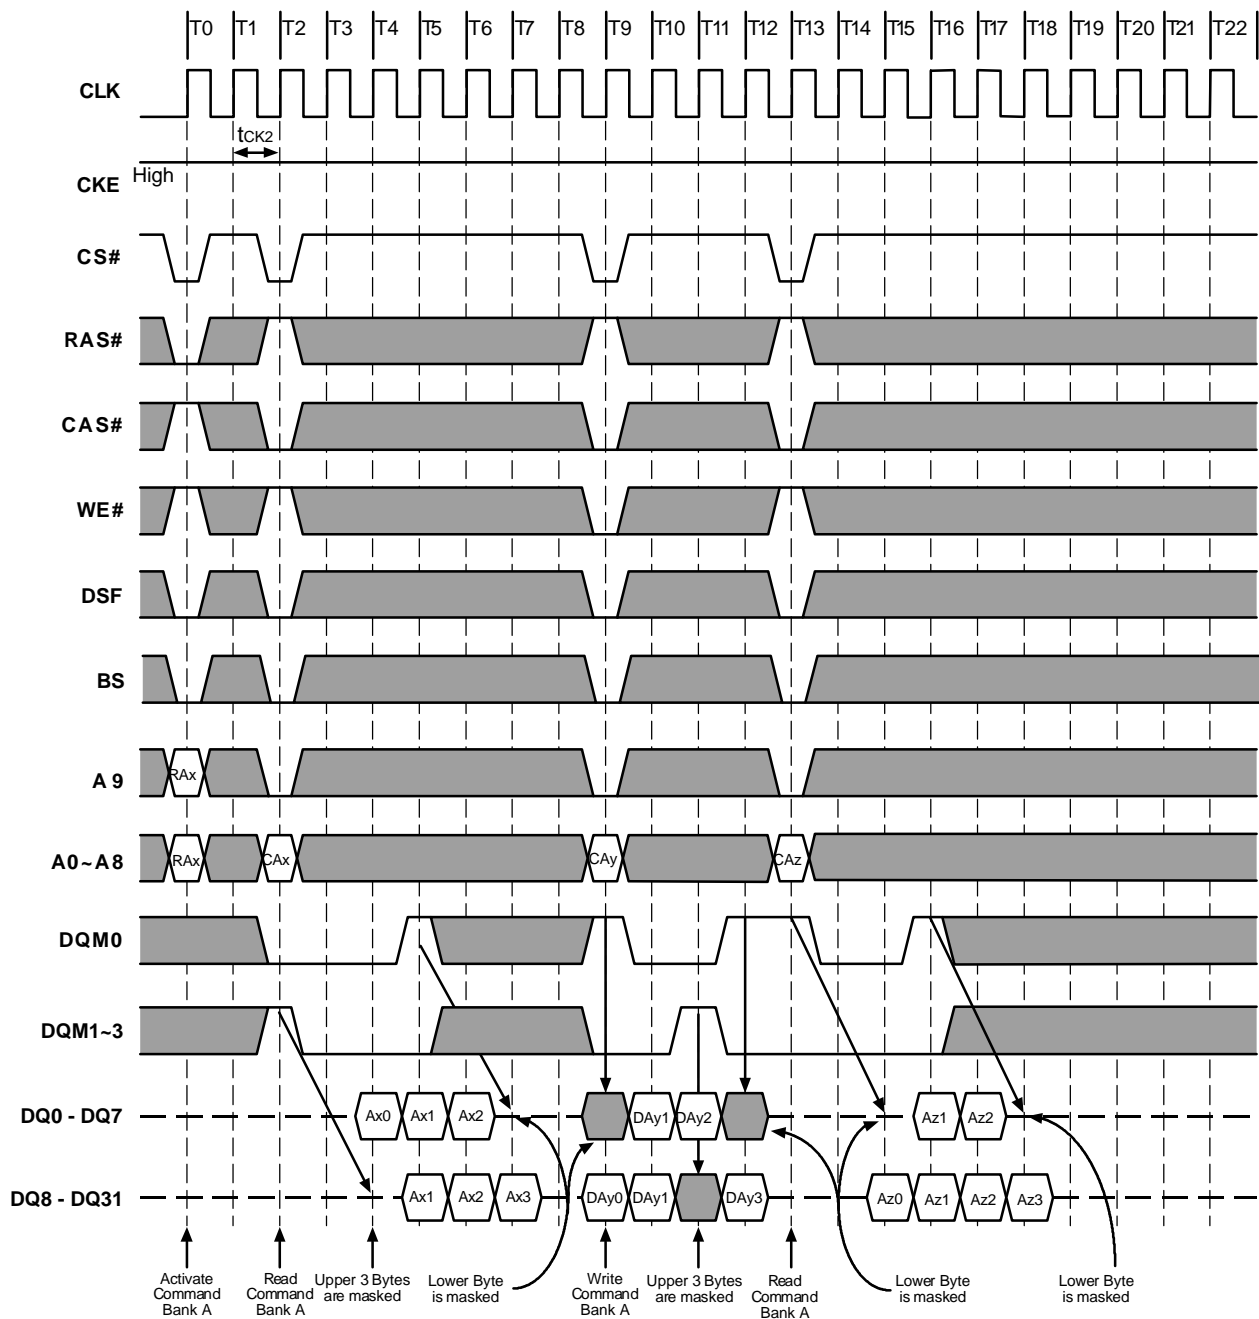 T0 T1 T2 T3 T4 T5 T6 T7 T8 T9 T10 T11 T12 T13 T14 T15 T16 T17 T18 T19 T20 T21 T22
CLK
tCK2
High
CKE
CS#
RAS#
CAS#
WE#
DSF
BS
A9
RAx
A0~A8
RAx CAx CAy CAz
DQM0
DQM1~3
DQ0 - DQ7
Ax0 Ax1 Ax2 DAy1 DAy2 Az1 Az2
DQ8 - DQ31
Ax1 Ax2 Ax3 DAy0 DAy1 DAy3 Az0 Az1 Az2 Az3
Activate
Command
Bank A
Read
Command
Bank A
Upper 3 Bytes
are masked
Lower Byte
is masked
Write
Command
Bank A
Upper 3 Bytes
are masked
Read
Command
Bank A
Lower Byte
is masked
Lower Byte
is masked